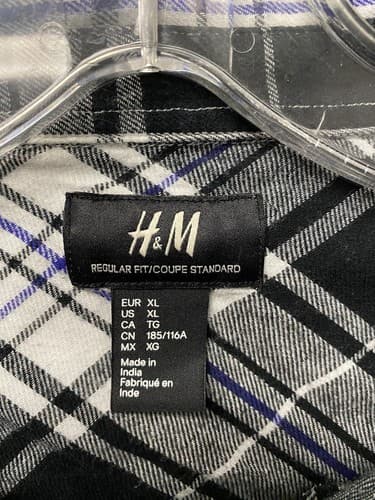 H&M
REGULAR FIT/COUPE STANDARD
EUR XL
US XL
CA TG
CN 185/116A
MX XG
Made in
India
Fabriqué en
Inde